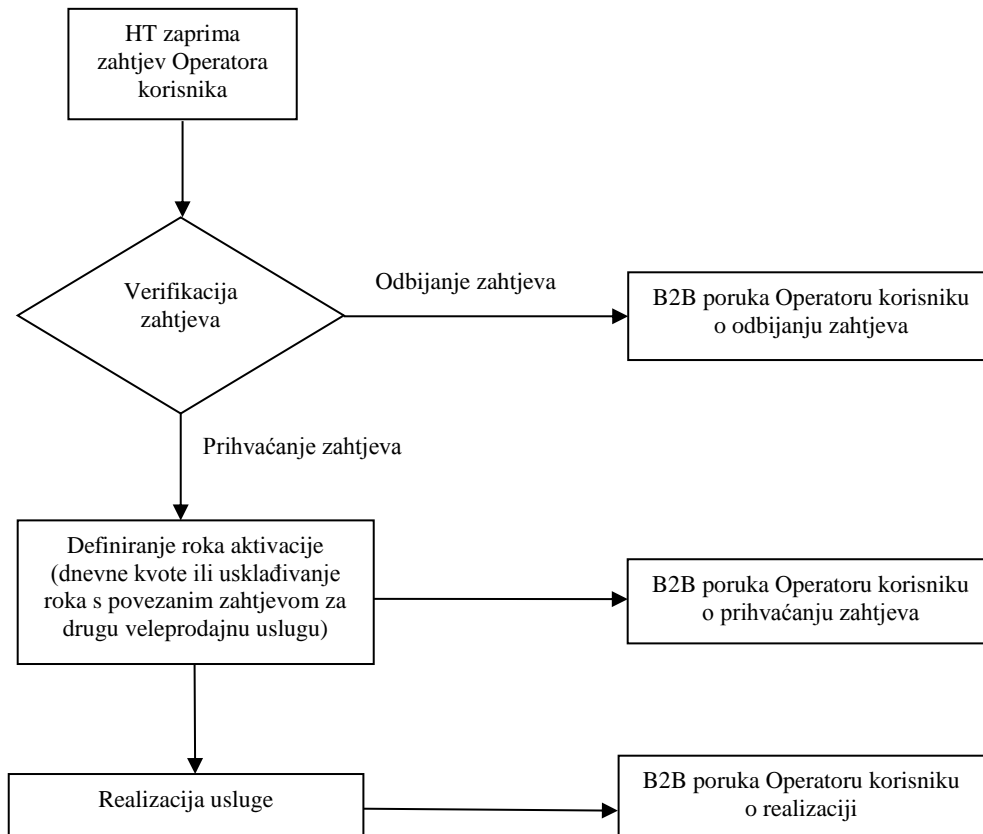 HT zaprima
zahtjev Operatora
korisnika
Verifikacija
zahtjeva
Odbijanje zahtjeva
B2B poruka Operatoru korisniku
o odbijanju zahtjeva
Prihvaćanje zahtjeva
Definiranje roka aktivacije
(dnevne kvote ili usklađivanje
roka s povezanim zahtjevom za
drugu veleprodajnu uslugu)
B2B poruka Operatoru korisniku
o prihvaćanju zahtjeva
Realizacija usluge
B2B poruka Operatoru korisniku
o realizaciji